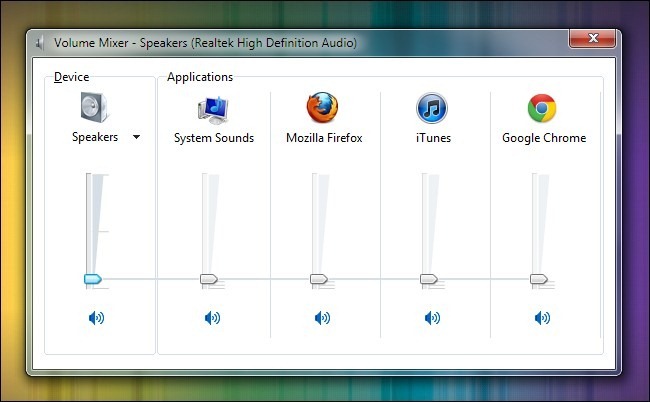 Volume Mixer - Speakers (Realtek High Definition Audio)
Device
Applications
Speakers
System Sounds
Mozilla Firefox
iTunes
Google Chrome